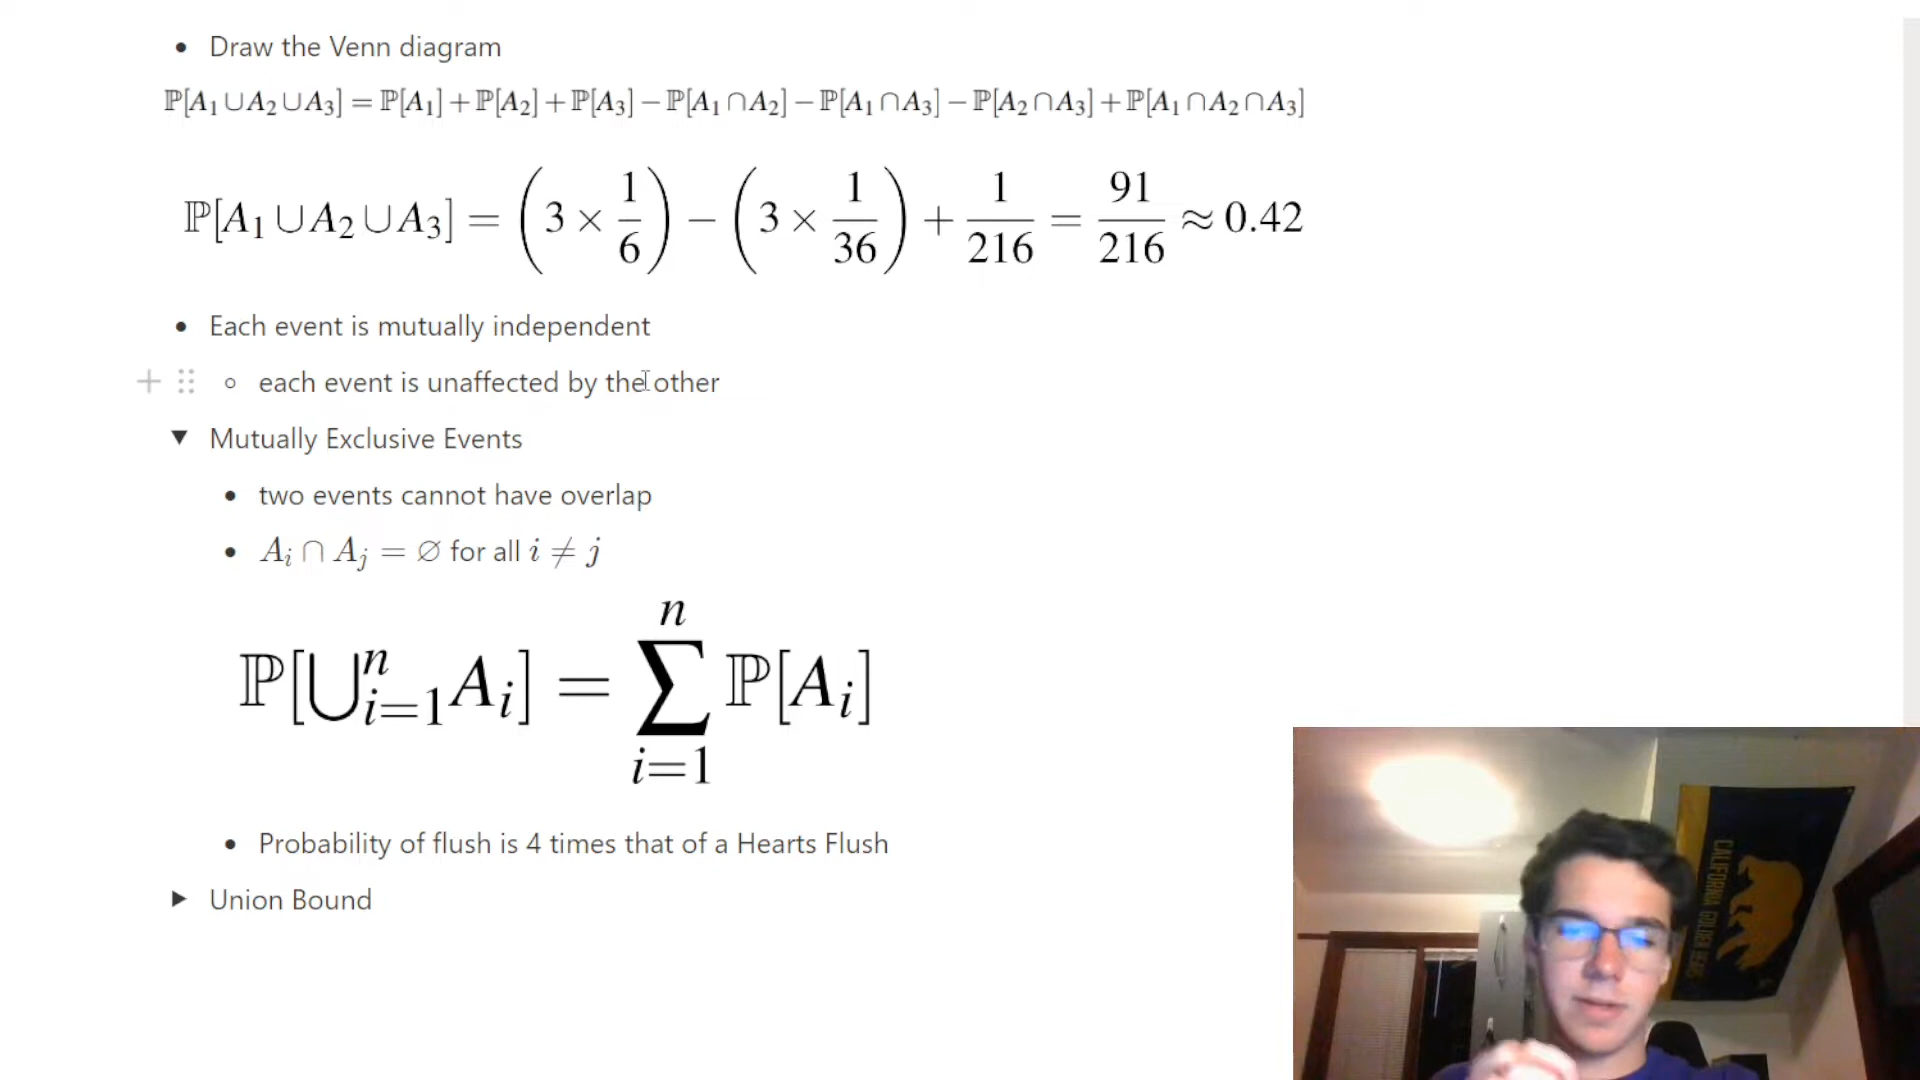 • Draw the Venn diagram
ℙ[A₁ ∪ A₂ ∪ A₃] = ℙ[A₁] + ℙ[A₂] + ℙ[A₃] − ℙ[A₁ ∩ A₂] − ℙ[A₁ ∩ A₃] − ℙ[A₂ ∩ A₃] + ℙ[A₁ ∩ A₂ ∩ A₃]
ℙ[A₁ ∪ A₂ ∪ A₃] = (3 × 1/6) − (3 × 1/36) + 1/216 = 91/216 ≈ 0.42
• Each event is mutually independent
◦ each event is unaffected by the other
▼ Mutually Exclusive Events
• two events cannot have overlap
• Aᵢ ∩ Aⱼ = ∅ for all i ≠ j
ℙ[⋃ⁿᵢ₌₁ Aᵢ] = ∑ⁿᵢ₌₁ ℙ[Aᵢ]
• Probability of flush is 4 times that of a Hearts Flush
▶ Union Bound
CALIFORNIA GOLDEN BEARS